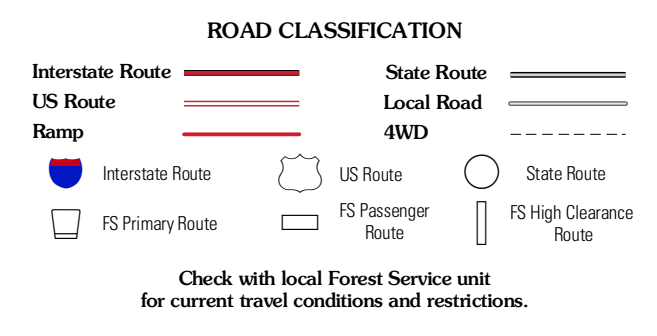 ROAD CLASSIFICATION
Interstate Route
State Route
US Route
Local Road
Ramp
4WD
Interstate Route
US Route
State Route
FS Primary Route
FS Passenger
Route
FS High Clearance
Route
Check with local Forest Service unit
for current travel conditions and restrictions.